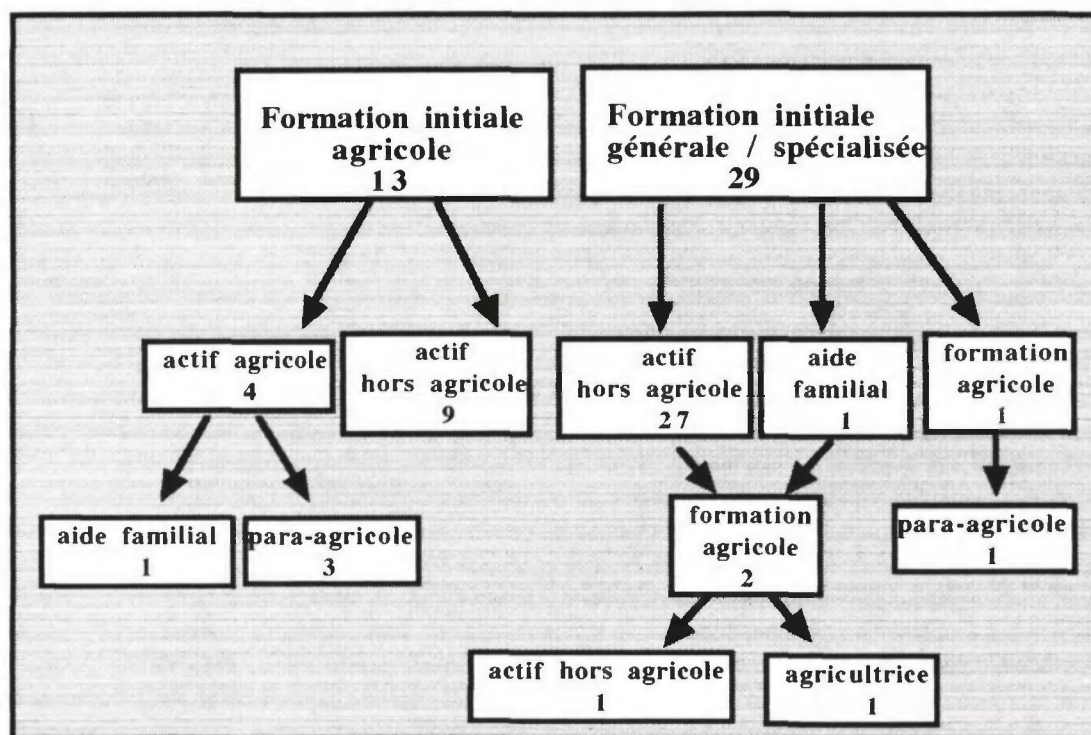 Formation initiale
agricole
13
Formation initiale
générale / spécialisée
29
actif agricole
4
actif
hors agricole
9
actif
hors agricole
27
aide
familial
1
formation
agricole
1
aide familial
1
para-agricole
3
formation
agricole
2
para-agricole
1
actif hors agricole
1
agricultrice
1